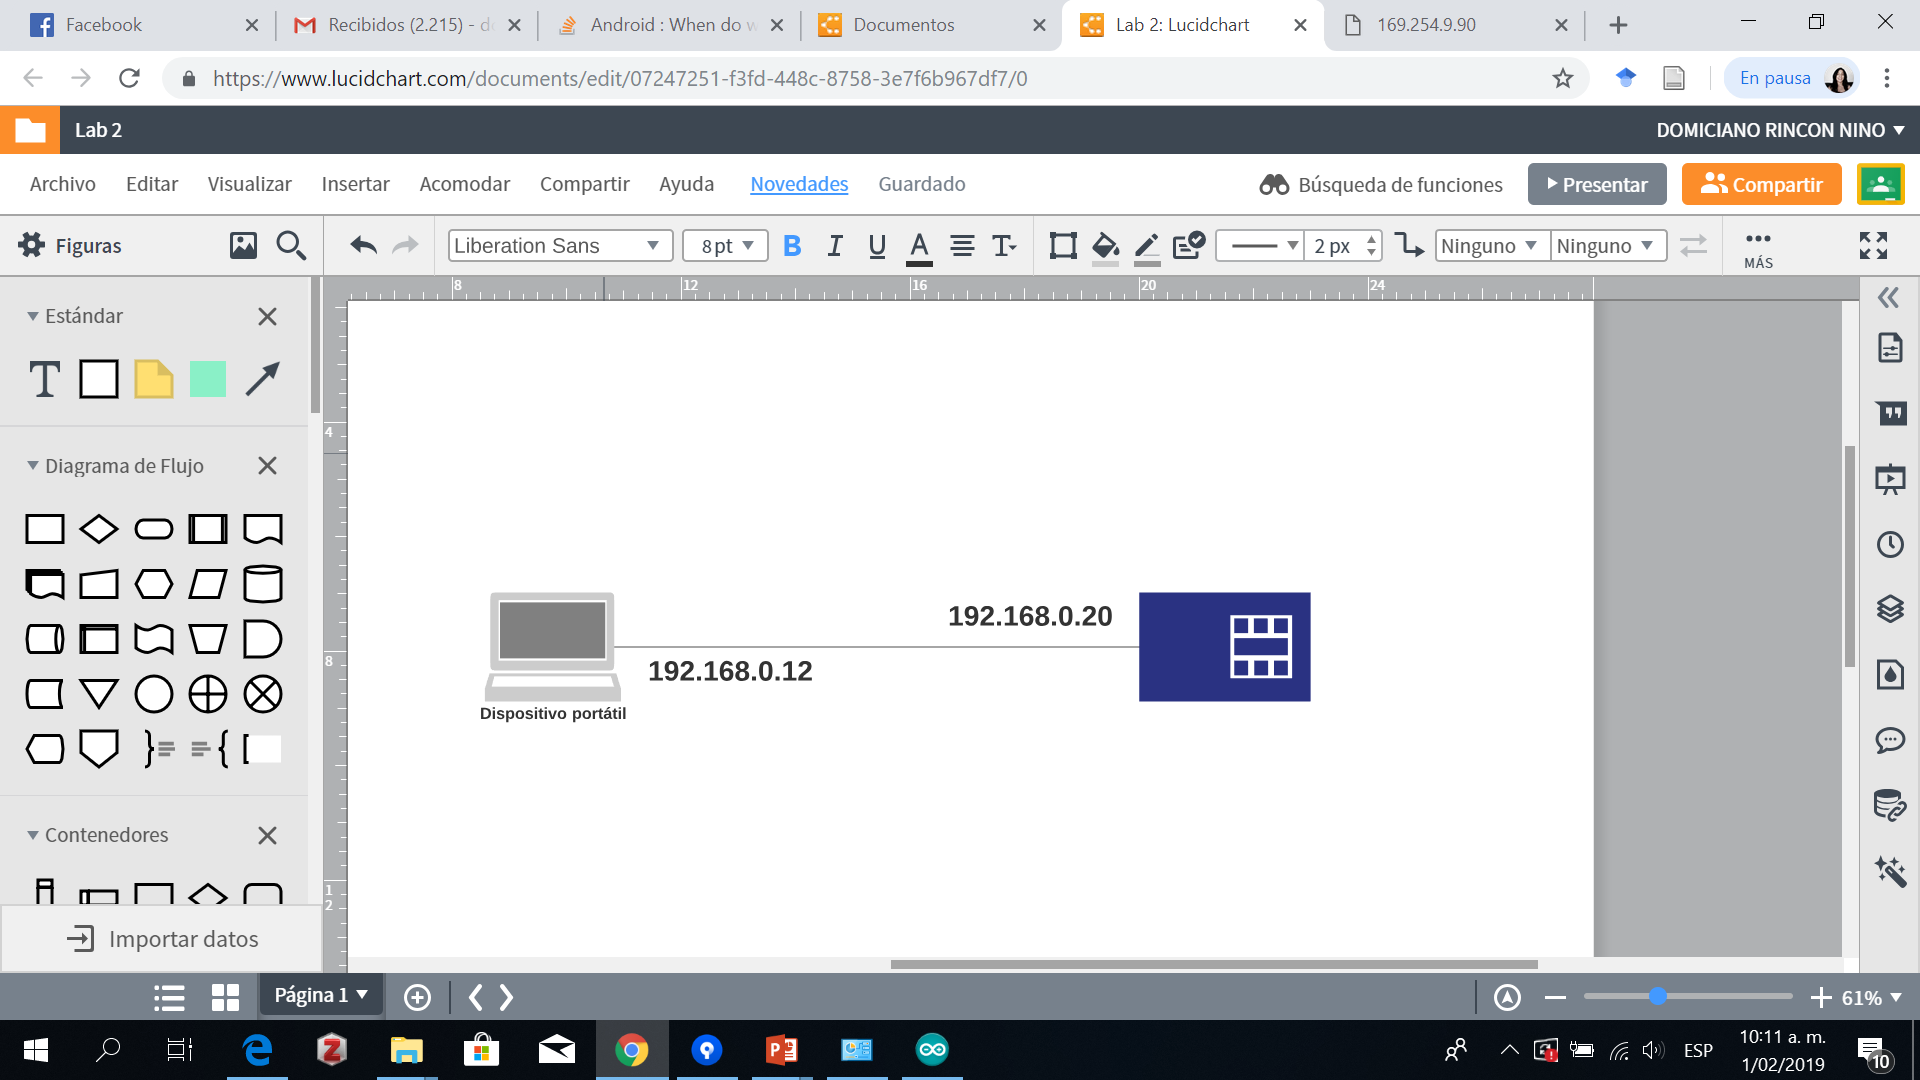 Facebook
Recibidos (2.215) - d
Android : When do w
Documentos
Lab 2: Lucidchart
169.254.9.90
https://www.lucidchart.com/documents/edit/07247251-f3fd-448c-8758-3e7f6b967df7/0
En pausa
Lab 2
DOMICIANO RINCON NINO
Archivo Editar Visualizar Insertar Acomodar Compartir Ayuda Novedades Guardado
Búsqueda de funciones
Presentar
Compartir
Figuras
Liberation Sans
8 pt
B I U A T
2 px
Ninguno
Ninguno
MÁS
8 12 16 20 24
Estándar
T
4
Diagrama de Flujo
192.168.0.20
8
192.168.0.12
Dispositivo portátil
Contenedores
1
2
Importar datos
Página 1
61%
10:11 a. m.
ESP
1/02/2019
10